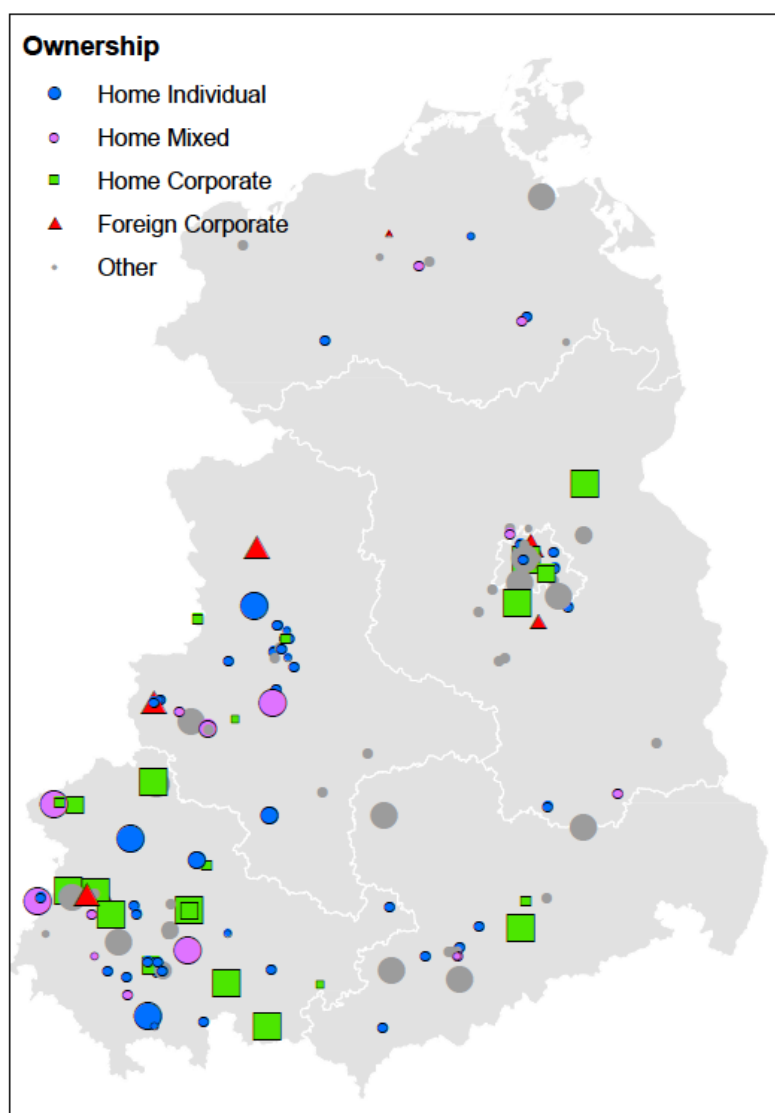 Ownership
Home Individual
Home Mixed
Home Corporate
Foreign Corporate
Other